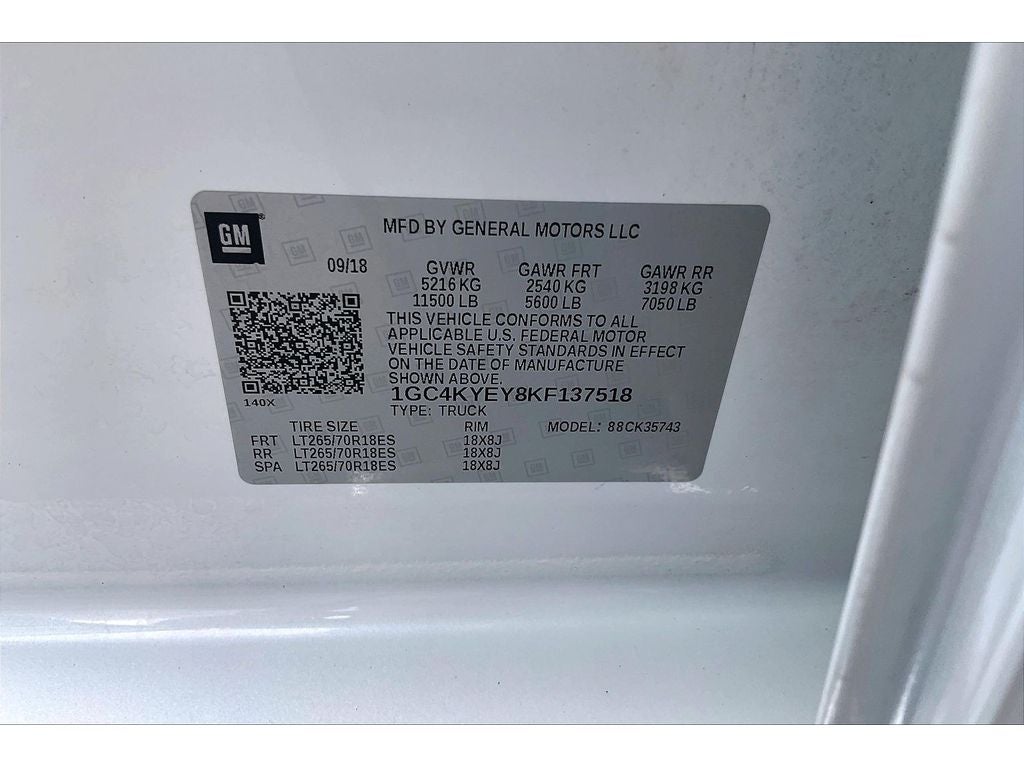 GM
MFD BY GENERAL MOTORS LLC
09/18 GVWR GAWR FRT GAWR RR
5216 KG 2540 KG 3198 KG
11500 LB 5600 LB 7050 LB
THIS VEHICLE CONFORMS TO ALL
APPLICABLE U.S. FEDERAL MOTOR
VEHICLE SAFETY STANDARDS IN EFFECT
ON THE DATE OF MANUFACTURE
SHOWN ABOVE.
140X
1GC4KYEY8KF137518
TYPE: TRUCK
TIRE SIZE RIM MODEL: 88CK35743
FRT LT265/70R18ES 18X8J
RR LT265/70R18ES 18X8J
SPA LT265/70R18ES 18X8J